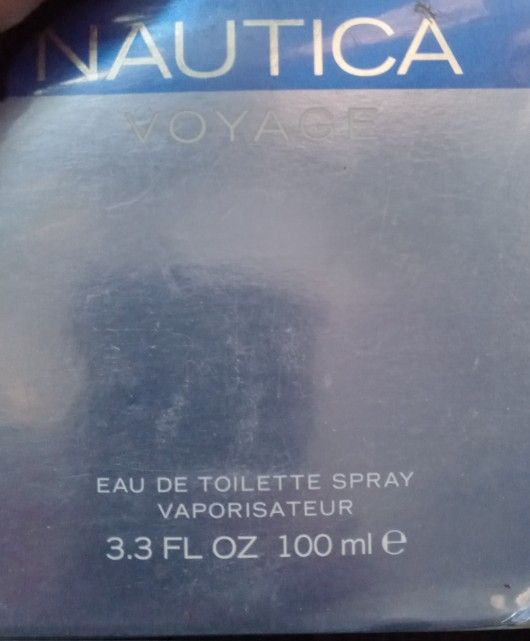 NAUTICA
VOYAGE
EAU DE TOILETTE SPRAY
VAPORISATEUR
3.3 FL OZ 100 ml e